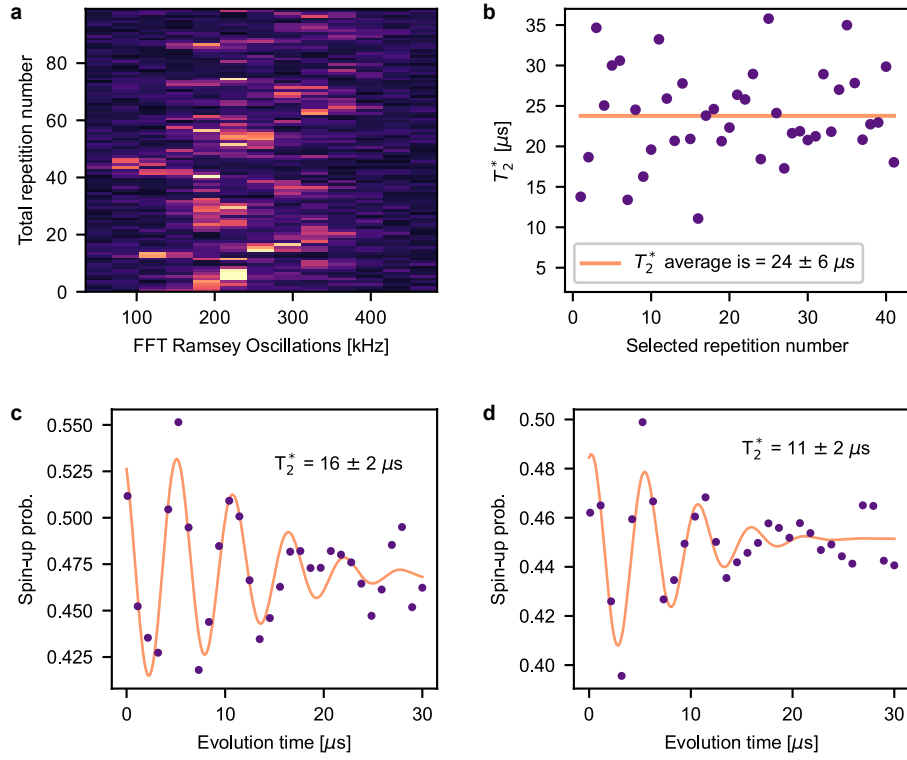 a
Total repetition number
80
60
40
20
0
100 200 300 400
FFT Ramsey Oscillations [kHz]
b
T₂* [μs]
35
30
25
20
15
10
5
T₂* average is = 24 ± 6 μs
0 10 20 30 40
Selected repetition number
c
Spin-up prob.
0.550
0.525
0.500
0.475
0.450
0.425
T₂* = 16 ± 2 μs
0 10 20 30
Evolution time [μs]
d
Spin-up prob.
0.50
0.48
0.46
0.44
0.42
0.40
T₂* = 11 ± 2 μs
0 10 20 30
Evolution time [μs]